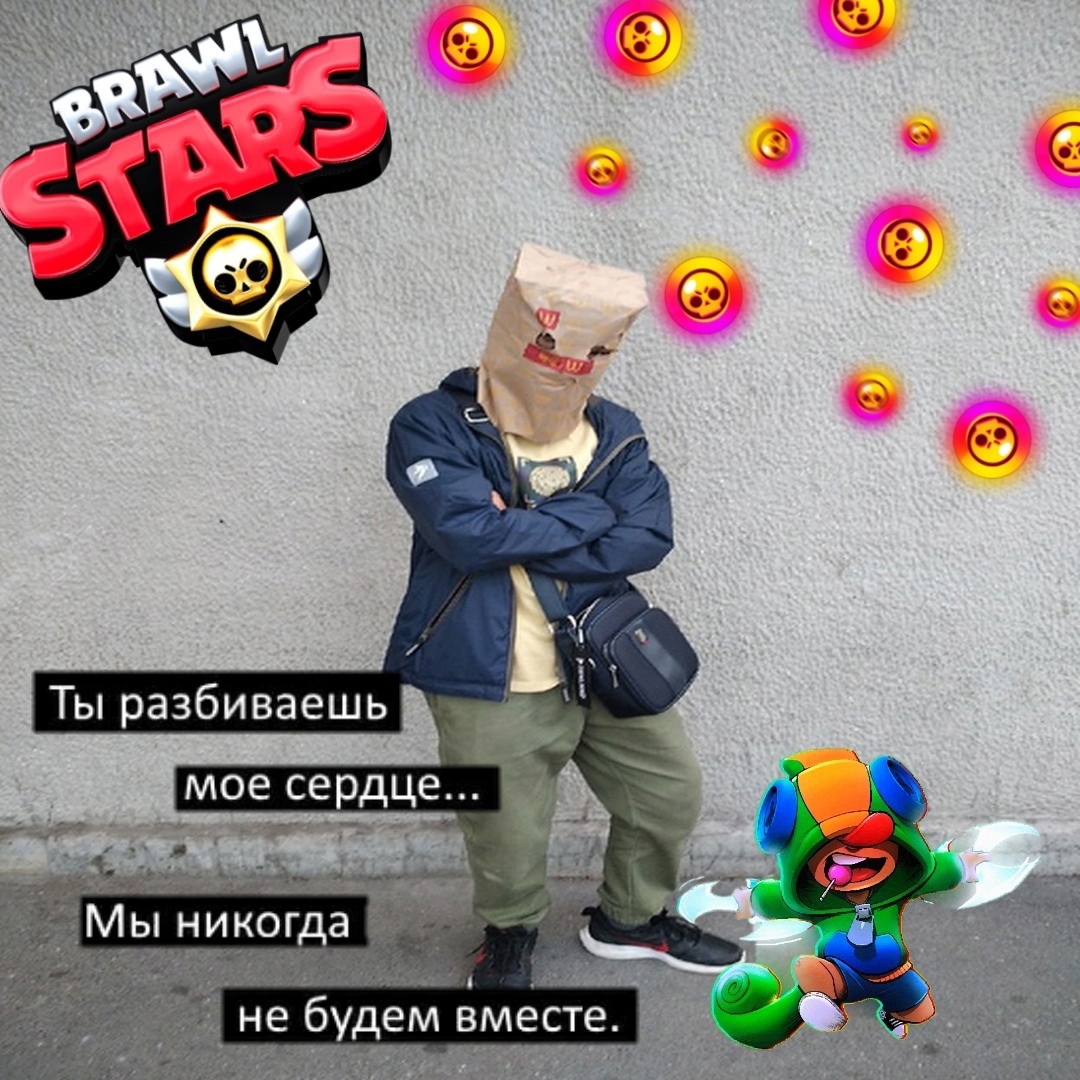 BRAWL
STARS
Ты разбиваешь
мое сердце...
Мы никогда
не будем вместе.